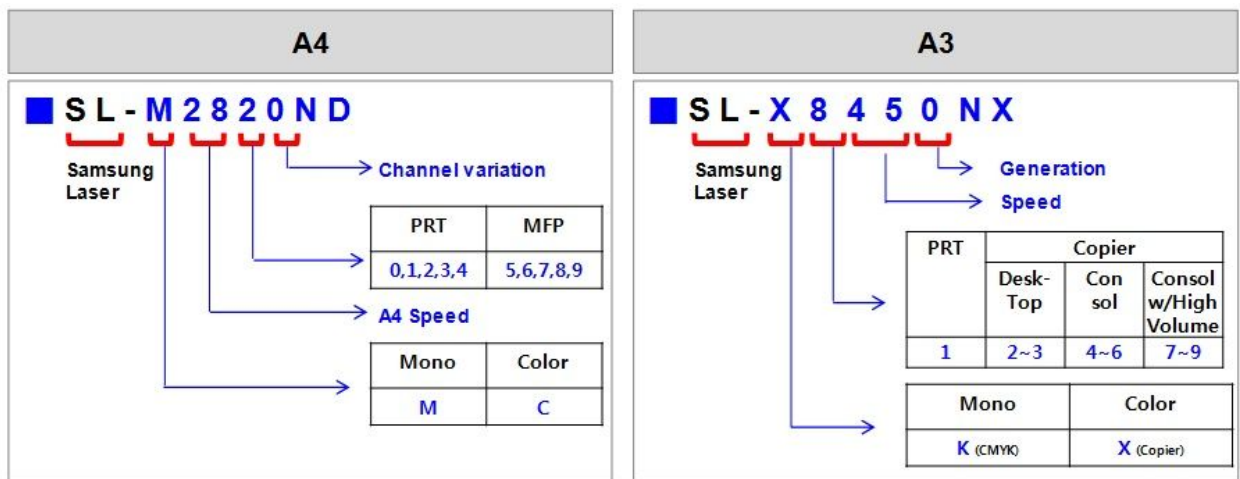 A4
SL-M2820ND
Samsung
Laser
Channel variation
PRT MFP
0,1,2,3,4 5,6,7,8,9
A4 Speed
Mono Color
M C
A3
SL-X8450NX
Samsung
Laser
Generation
Speed
PRT Copier
Desk-
Top
Con
sol
Consol
w/High
Volume
1 2~3 4~6 7~9
Mono Color
K (CMYK) X (Copier)